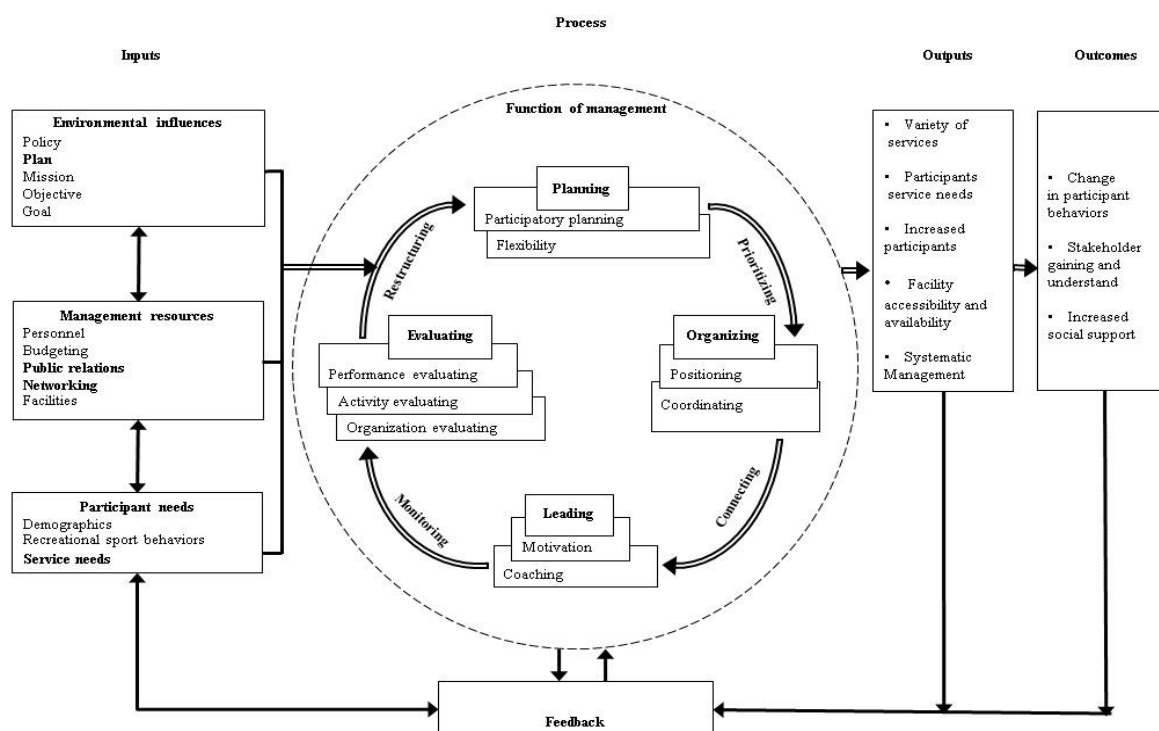 Process
Inputs
Outputs
Outcomes
Environmental influences
Policy
Plan
Mission
Objective
Goal
Management resources
Personnel
Budgeting
Public relations
Networking
Facilities
Participant needs
Demographics
Recreational sport behaviors
Service needs
Function of management
Planning
Participatory planning
Flexibility
Prioritizing
Organizing
Positioning
Coordinating
Connecting
Leading
Motivation
Coaching
Monitoring
Evaluating
Performance evaluating
Activity evaluating
Organization evaluating
Restructuring
▪ Variety of
services
▪ Participants
service needs
▪ Increased
participants
• Facility
accessibility and
availability
▪ Systematic
Management
▪ Change
in participant
behaviors
▪ Stakeholder
gaining and
understand
▪ Increased
social support
Feedback